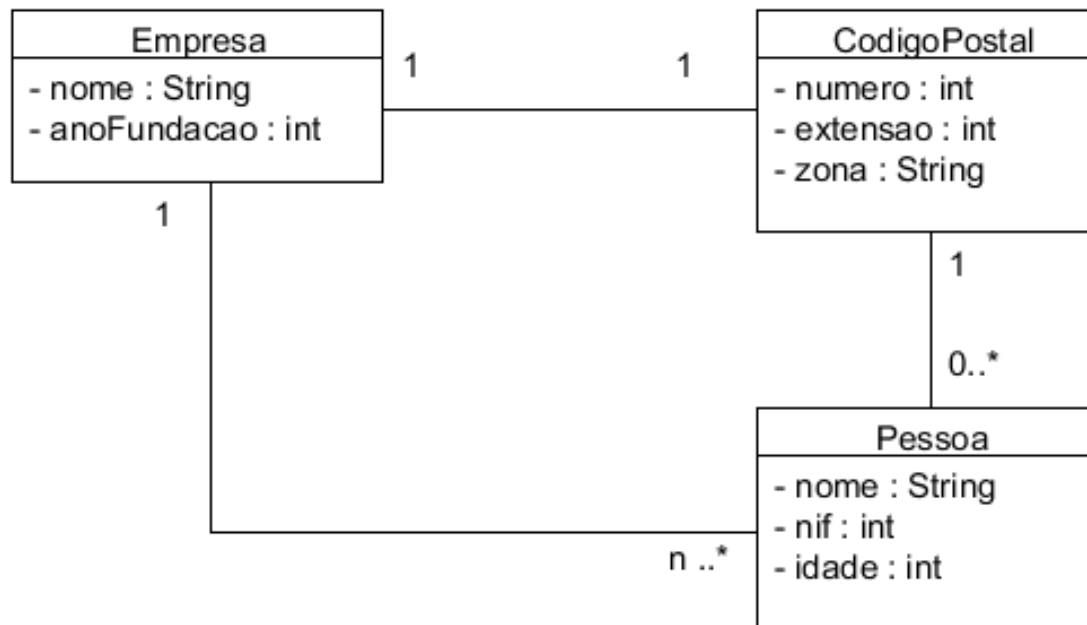 Empresa
- nome : String
- anoFundacao : int
1
1
CodigoPostal
- numero : int
- extensao : int
- zona : String
1
1
0..*
Pessoa
- nome : String
- nif : int
- idade : int
n ..*